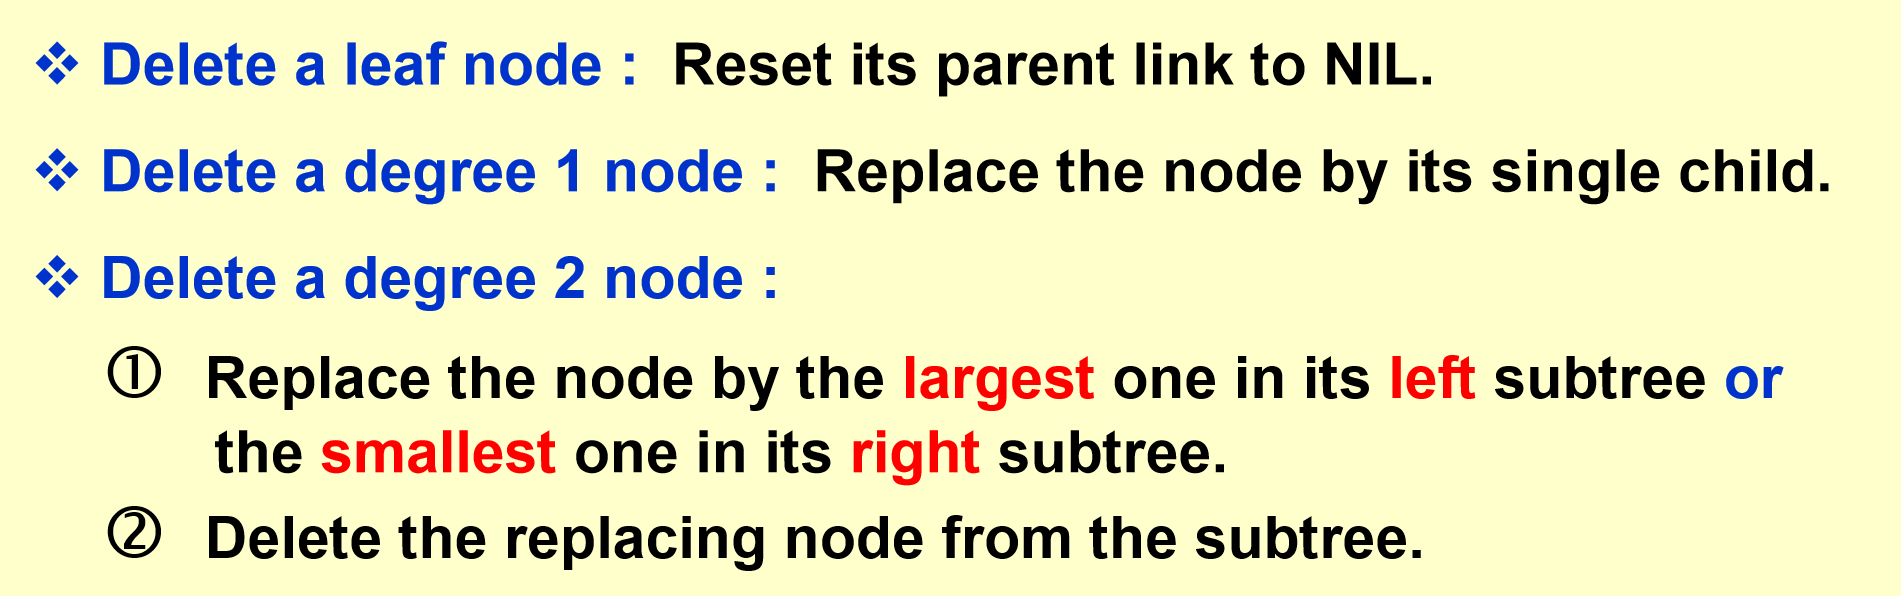 ❖ Delete a leaf node :  Reset its parent link to NIL.
❖ Delete a degree 1 node :  Replace the node by its single child.
❖ Delete a degree 2 node :
① Replace the node by the largest one in its left subtree or
the smallest one in its right subtree.
② Delete the replacing node from the subtree.